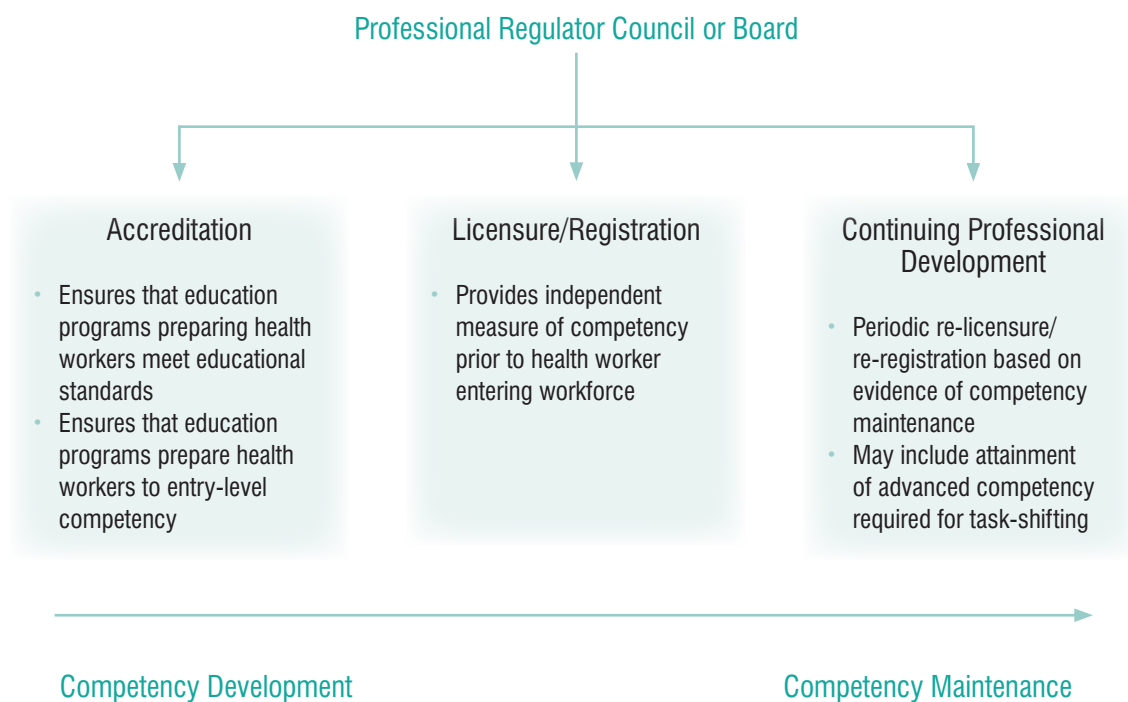 Professional Regulator Council or Board
Accreditation
• Ensures that education
programs preparing health
workers meet educational
standards
• Ensures that education
programs prepare health
workers to entry-level
competency
Licensure/Registration
• Provides independent
measure of competency
prior to health worker
entering workforce
Continuing Professional
Development
• Periodic re-licensure/
re-registration based on
evidence of competency
maintenance
• May include attainment
of advanced competency
required for task-shifting
Competency Development
Competency Maintenance